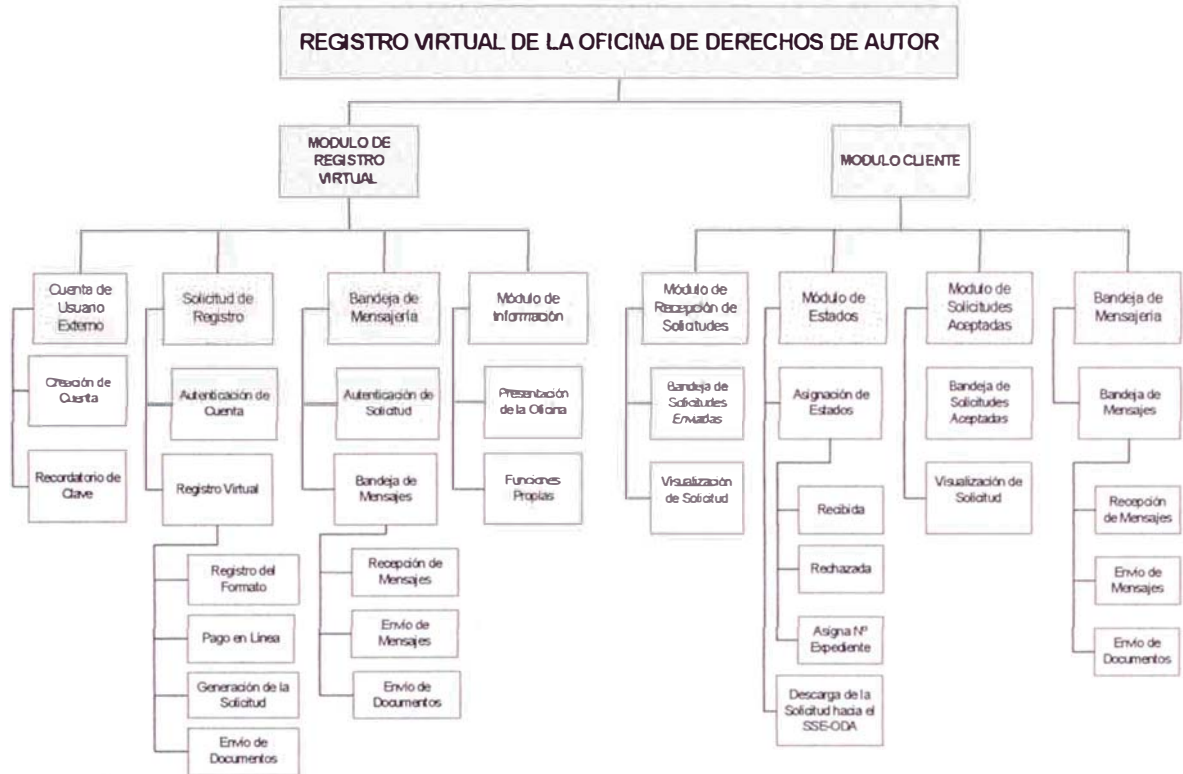 REGISTRO VIRTUAL DE LA OFICINA DE DERECHOS DE AUTOR
MODULO DE
REGISTRO
VIRTUAL
MODULO CLIENTE
Cuenta de
Usuario
Externo
Creación de
Cuenta
Recordatorio de
Clave
Solicitud de
Registro
Autenticación de
Cuenta
Registro Virtual
Registro del
Formato
Pago en Línea
Generación de la
Solicitud
Envío de
Documentos
Bandeja de
Mensajería
Autenticación de
Solicitud
Bandeja de
Mensajes
Recepción de
Mensajes
Envío de
Mensajes
Envío de
Documentos
Módulo de
Información
Presentación
de la Oficina
Funciones
Propias
Módulo de
Recepción de
Solicitudes
Bandeja de
Solicitudes
Enviadas
Visualización
de Solicitud
Módulo de
Estados
Asignación de
Estados
Recibida
Rechazada
Asigna Nº
Expediente
Descarga de la
Solicitud hacia el
SSE-ODA
Modulo de
Solicitudes
Aceptadas
Bandeja de
Solicitudes
Aceptadas
Visualización de
Solicitud
Bandeja de
Mensajeria
Bandeja de
Mensajes
Recepción
de Mensajes
Envío de
Mensajes
Envío de
Documentos